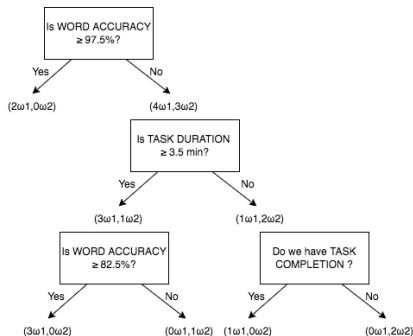 Is WORD ACCURACY
≥ 97.5%?
Yes
No
(2ω1,0ω2)
(4ω1,3ω2)
Is TASK DURATION
≥ 3.5 min?
Yes
No
(3ω1,1ω2)
(1ω1,2ω2)
Is WORD ACCURACY
≥ 82.5%?
Do we have TASK
COMPLETION ?
Yes
No
Yes
No
(3ω1,0ω2)
(0ω1,1ω2)
(1ω1,0ω2)
(0ω1,2ω2)